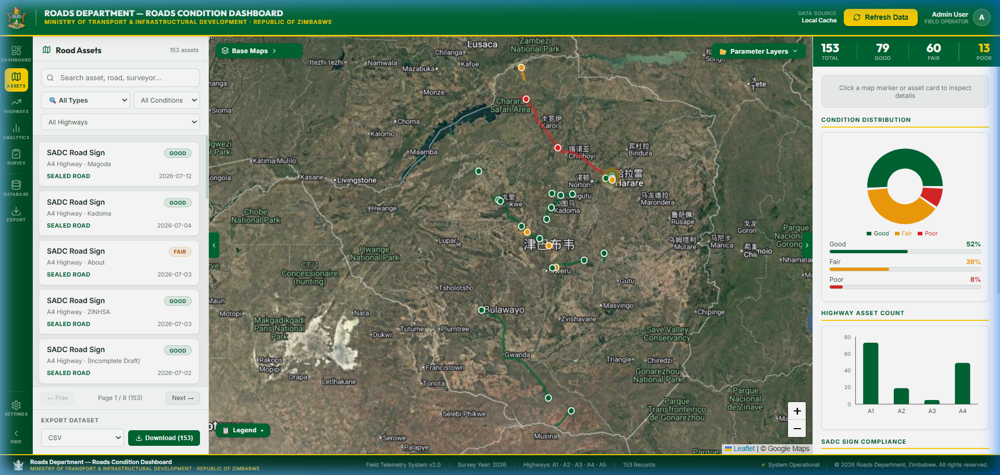 ROADS DEPARTMENT — ROADS CONDITION DASHBOARD
MINISTRY OF TRANSPORT & INFRASTRUCTURAL DEVELOPMENT · REPUBLIC OF ZIMBABWE
DATA SOURCE
Local Cache
Refresh Data
Admin User
FIELD OPERATOR
A
DASHBOARD
ASSETS
HIGHWAYS
ANALYTICS
SURVEY
DATABASE
EXPORT
SETTINGS
HIDE
Road Assets
153 assets
Search asset, road, surveyor...
All Types
All Conditions
All Highways
SADC Road Sign
GOOD
A4 Highway · Magoda
SEALED ROAD
2026-07-12
SADC Road Sign
GOOD
A4 Highway · Kadoma
SEALED ROAD
2026-07-04
SADC Road Sign
FAIR
A4 Highway · About
SEALED ROAD
2026-07-03
SADC Road Sign
GOOD
A4 Highway · ZINHSA
SEALED ROAD
2026-07-03
SADC Road Sign
GOOD
A4 Highway · (Incomplete Draft)
SEALED ROAD
2026-07-02
← Prev
Page 1 / 8 (153)
Next →
EXPORT DATASET
CSV
Download (153)
Base Maps
Parameter Layers
Lusaka
Zambezi
National Park
Chilanga
Itezhi tezhi
Namwala
Kafue
Mazabuka
Monze
Tete
Charara
Safari Area
Sioma
Choma
卡罗伊
Karoi
Kalomo
Maamba
锡诺亚
Chinhoyi
宾杜拉
Bindura
Katima Mulilo
Kasane
Livingstone
诺顿
Norton
哈拉雷
Harare
戈奎
Gokwe
Kadoma
马龙德拉
Marondera
Hwange
Chobe
National Park
鲁萨佩
Rusape
戈龙
Goron
Parque
Nacional
Gorong
乌姆塔利
Mutare
马尼卡
Manica
津巴布韦
Hwange
National Park
Nhamatan
CT/1
Concessionaire
(hunting)
Gweru
Gutu
Tsholotsho
Maun
Motopi
Nata
Bulawayo
Masvingo
Chipinge
Zvishavane
Makgadikgadi
Pans National
Park
Tutume
Plumtree
Dukwi
Savé Valley
Conservancy
Gwanda
Rakops
Mopipi
Orapa
Letlhakane
Francistown
Tonota
Triangle
Chiredzi
Gonarezhou
National Park
Parque
Nacional
de Zinave
Parque
Transfronteiriço
de Gonarezhou
Selebi Phikwe
Serowe
Palapye
Musina
Parque
Legend
+
−
Leaflet | © Google Maps
153
TOTAL
79
GOOD
60
FAIR
13
POOR
Click a map marker or asset card to inspect
details
CONDITION DISTRIBUTION
Good Fair Poor
Good 52%
Fair 39%
Poor 8%
HIGHWAY ASSET COUNT
80
60
40
20
0
A1 A2 A3 A4
SADC SIGN COMPLIANCE
Roads Department — Roads Condition Dashboard
MINISTRY OF TRANSPORT & INFRASTRUCTURAL DEVELOPMENT · REPUBLIC OF ZIMBABWE
Field Telemetry System v2.0
Survey Year: 2026
Highways: A1 · A2 · A3 · A4 · A5
153 Records
System Operational
© 2026 Roads Department, Zimbabwe. All rights reserved.